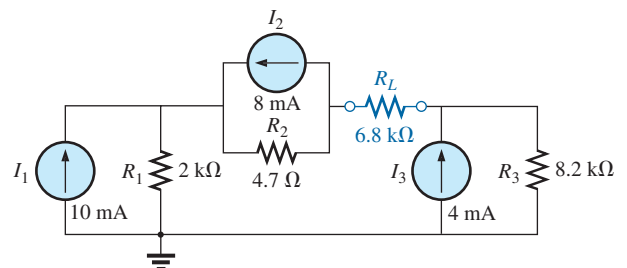 I2
8 mA
R2
4.7 Ω
RL
6.8 kΩ
I1
10 mA
R1
2 kΩ
I3
4 mA
R3
8.2 kΩ